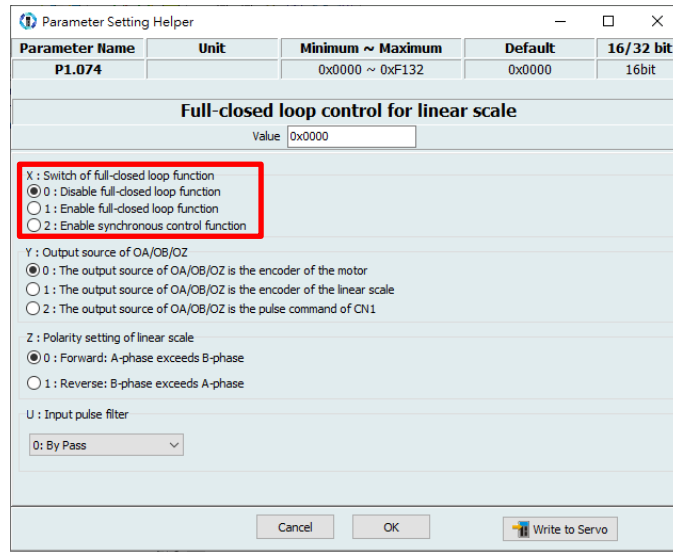 Parameter Setting Helper
Parameter Name Unit Minimum ~ Maximum Default 16/32 bit
P1.074 0x0000 ~ 0xF132 0x0000 16bit
Full-closed loop control for linear scale
Value 0x0000
X : Switch of full-closed loop function
0 : Disable full-closed loop function
1 : Enable full-closed loop function
2 : Enable synchronous control function
Y : Output source of OA/OB/OZ
0 : The output source of OA/OB/OZ is the encoder of the motor
1 : The output source of OA/OB/OZ is the encoder of the linear scale
2 : The output source of OA/OB/OZ is the pulse command of CN1
Z : Polarity setting of linear scale
0 : Forward: A-phase exceeds B-phase
1 : Reverse: B-phase exceeds A-phase
U : Input pulse filter
0: By Pass
Cancel OK Write to Servo